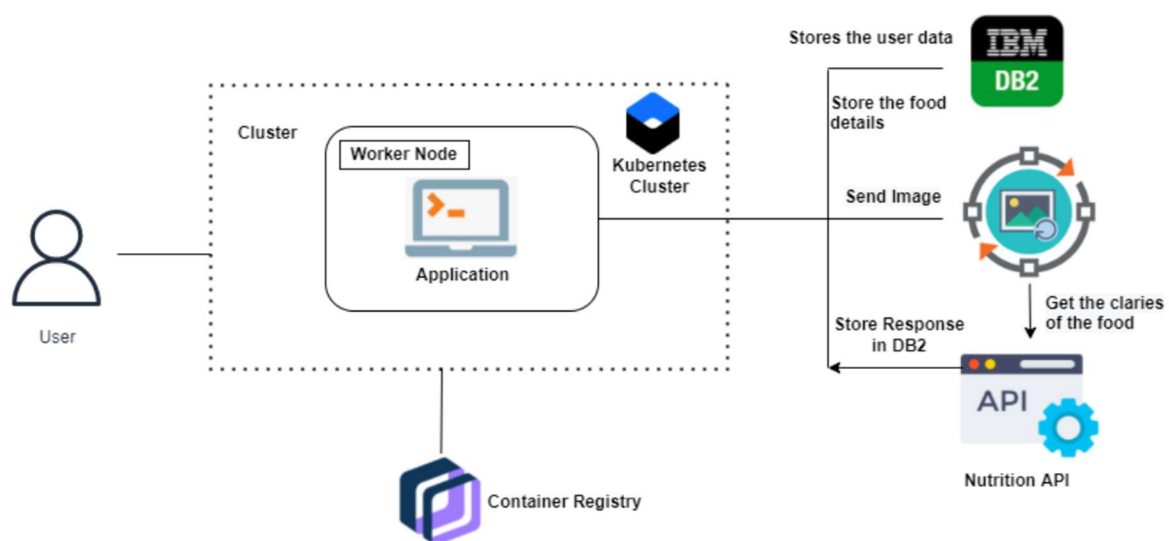 Stores the user data
IBM
DB2
Store the food
details
Cluster
Worker Node
Kubernetes
Cluster
Send Image
Application
User
Get the claries
of the food
Store Response
in DB2
API
Nutrition API
Container Registry